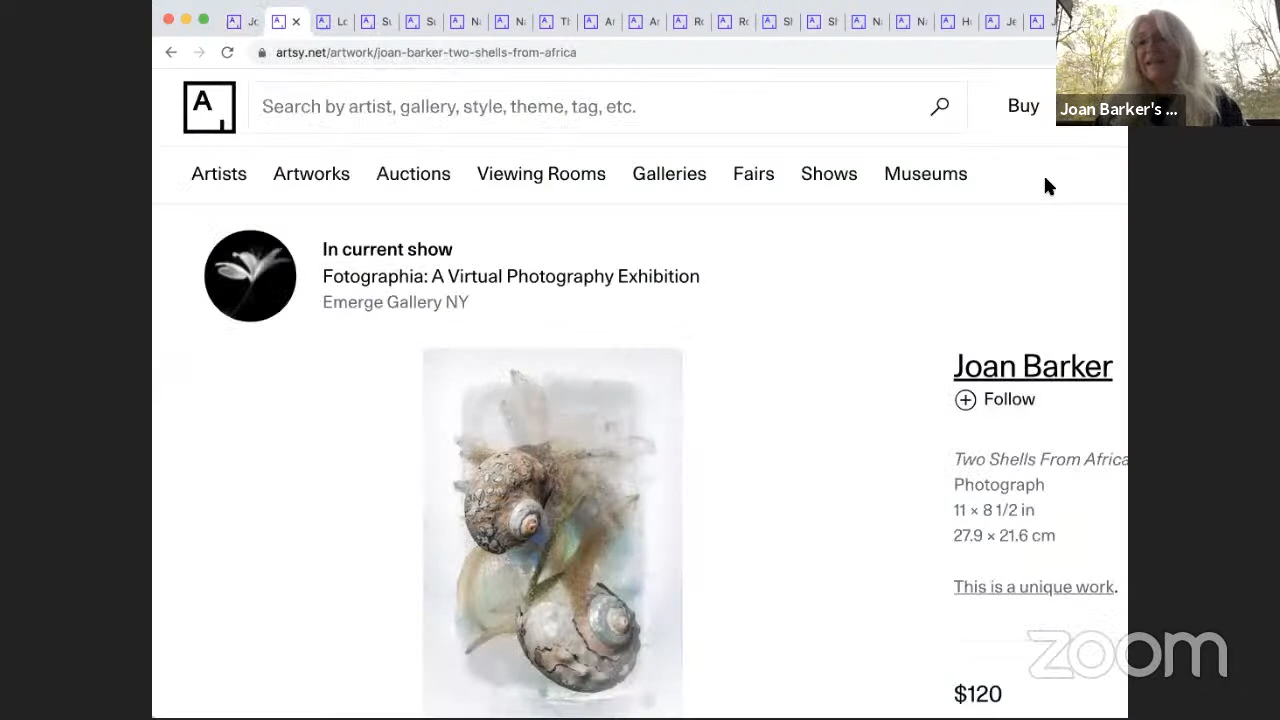 artsy.net/artwork/joan-barker-two-shells-from-africa
A
Search by artist, gallery, style, theme, tag, etc.
Buy
Joan Barker's ...
Artists Artworks Auctions Viewing Rooms Galleries Fairs Shows Museums
In current show
Fotographia: A Virtual Photography Exhibition
Emerge Gallery NY
Joan Barker
Follow
Two Shells From Africa
Photograph
11 × 8 1/2 in
27.9 × 21.6 cm
This is a unique work.
$120
zoom